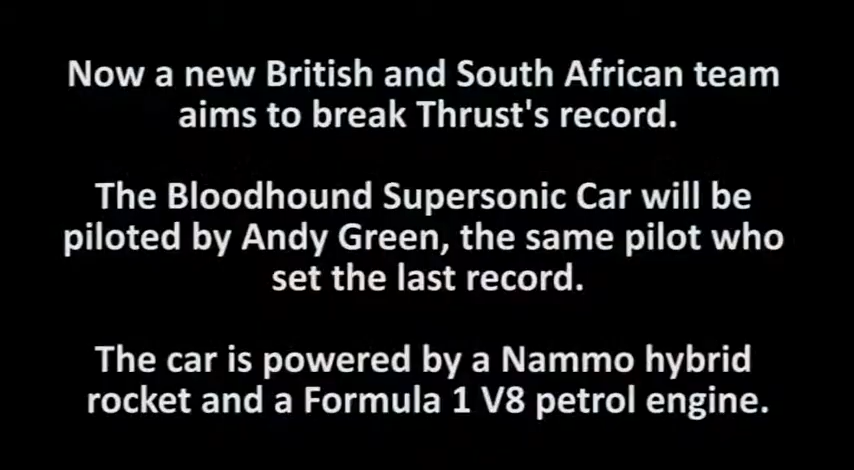 Now a new British and South African team
aims to break Thrust's record.
The Bloodhound Supersonic Car will be
piloted by Andy Green, the same pilot who
set the last record.
The car is powered by a Nammo hybrid
rocket and a Formula 1 V8 petrol engine.